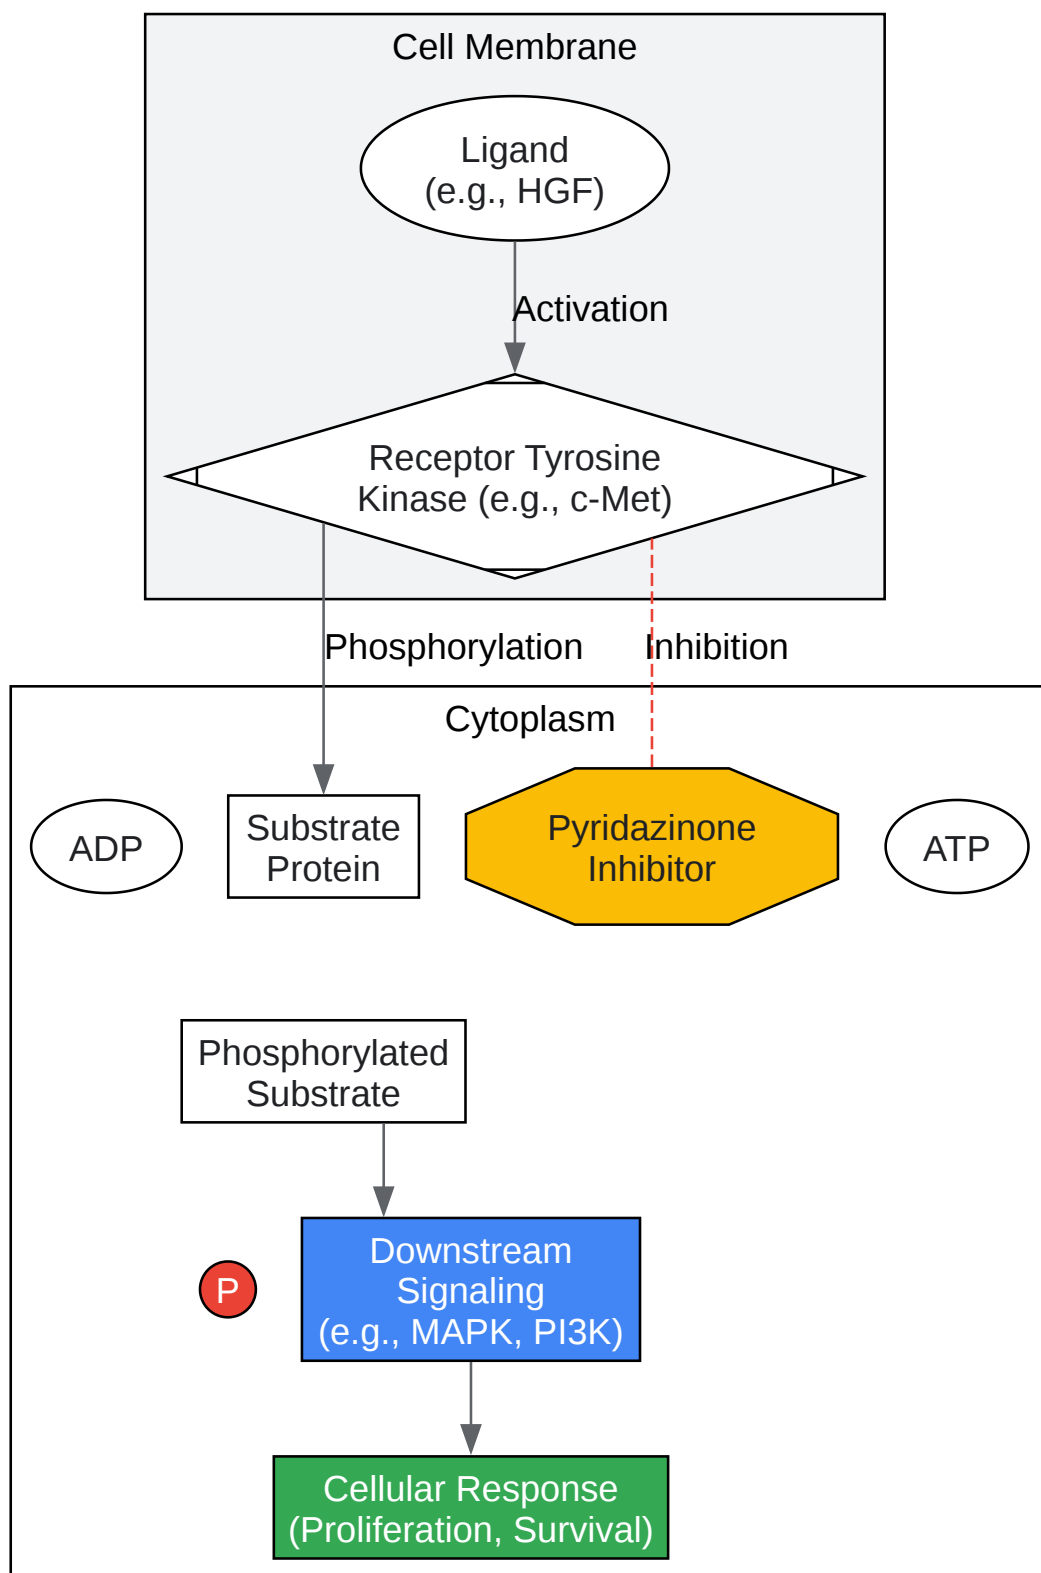 Cell Membrane
Ligand
(e.g., HGF)
Activation
Receptor Tyrosine
Kinase (e.g., c-Met)
Phosphorylation
Inhibition
Cytoplasm
ADP
Substrate
Protein
Pyridazinone
Inhibitor
ATP
Phosphorylated
Substrate
P
Downstream
Signaling
(e.g., MAPK, PI3K)
Cellular Response
(Proliferation, Survival)